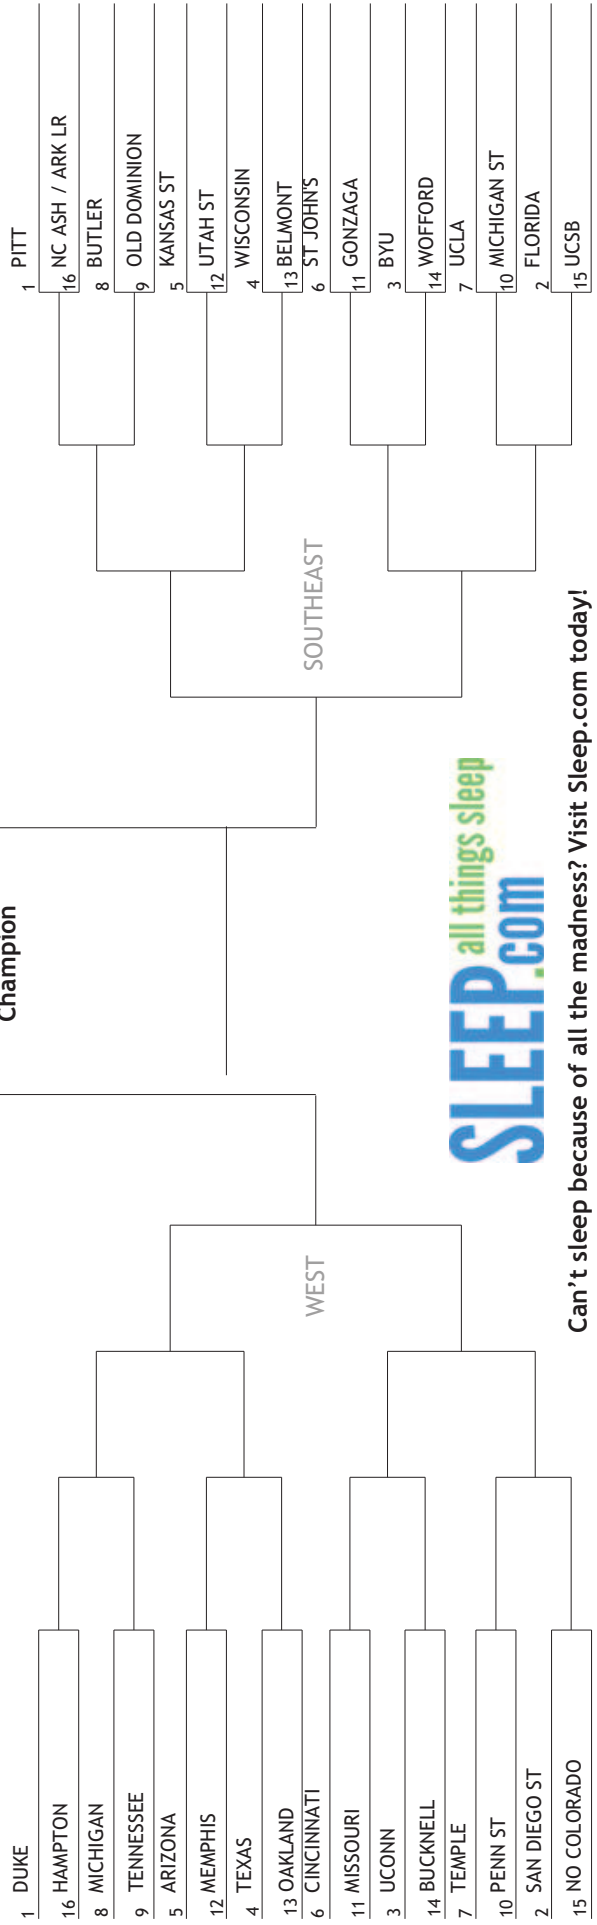 1 DUKE
16 HAMPTON
8 MICHIGAN
9 TENNESSEE
5 ARIZONA
12 MEMPHIS
4 TEXAS
13 OAKLAND
6 CINCINNATI
11 MISSOURI
3 UCONN
14 BUCKNELL
7 TEMPLE
10 PENN ST
2 SAN DIEGO ST
15 NO COLORADO
WEST
Champion
SOUTHEAST
1 PITT
16 NC ASH / ARK LR
8 BUTLER
9 OLD DOMINION
5 KANSAS ST
12 UTAH ST
4 WISCONSIN
13 BELMONT
6 ST JOHN'S
11 GONZAGA
3 BYU
14 WOFFORD
7 UCLA
10 MICHIGAN ST
2 FLORIDA
15 UCSB
SLEEP all things sleep
.com
Can't sleep because of all the madness? Visit Sleep.com today!